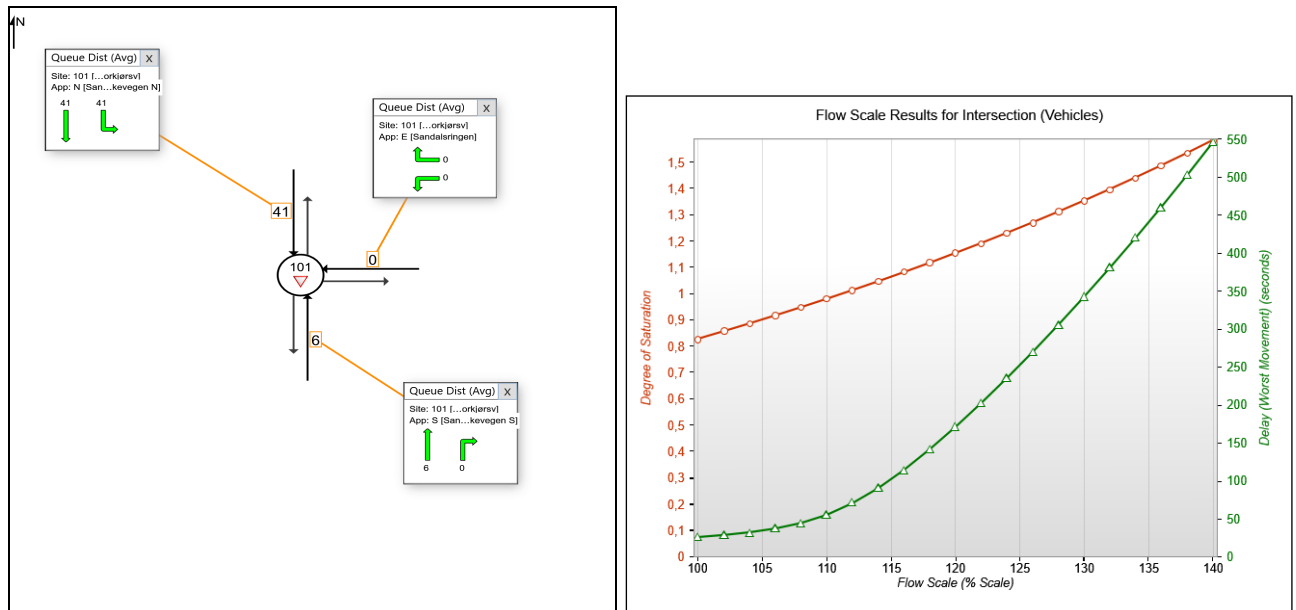 N
Queue Dist (Avg) X
Site: 101 [...orkjørsv]
App: N [San...kevegen N]
41 41
Queue Dist (Avg) X
Site: 101 [...orkjørsv]
App: E [Sandalsringen]
0
0
41
101
0
6
Queue Dist (Avg) X
Site: 101 [...orkjørsv]
App: S [San...kevegen S]
6 0
Flow Scale Results for Intersection (Vehicles)
Degree of Saturation
1,5
1,4
1,3
1,2
1,1
1
0,9
0,8
0,7
0,6
0,5
0,4
0,3
0,2
0,1
0
550
500
450
400
350
300
250
200
150
100
50
0
Delay (Worst Movement) (seconds)
100 105 110 115 120 125 130 135 140
Flow Scale (% Scale)